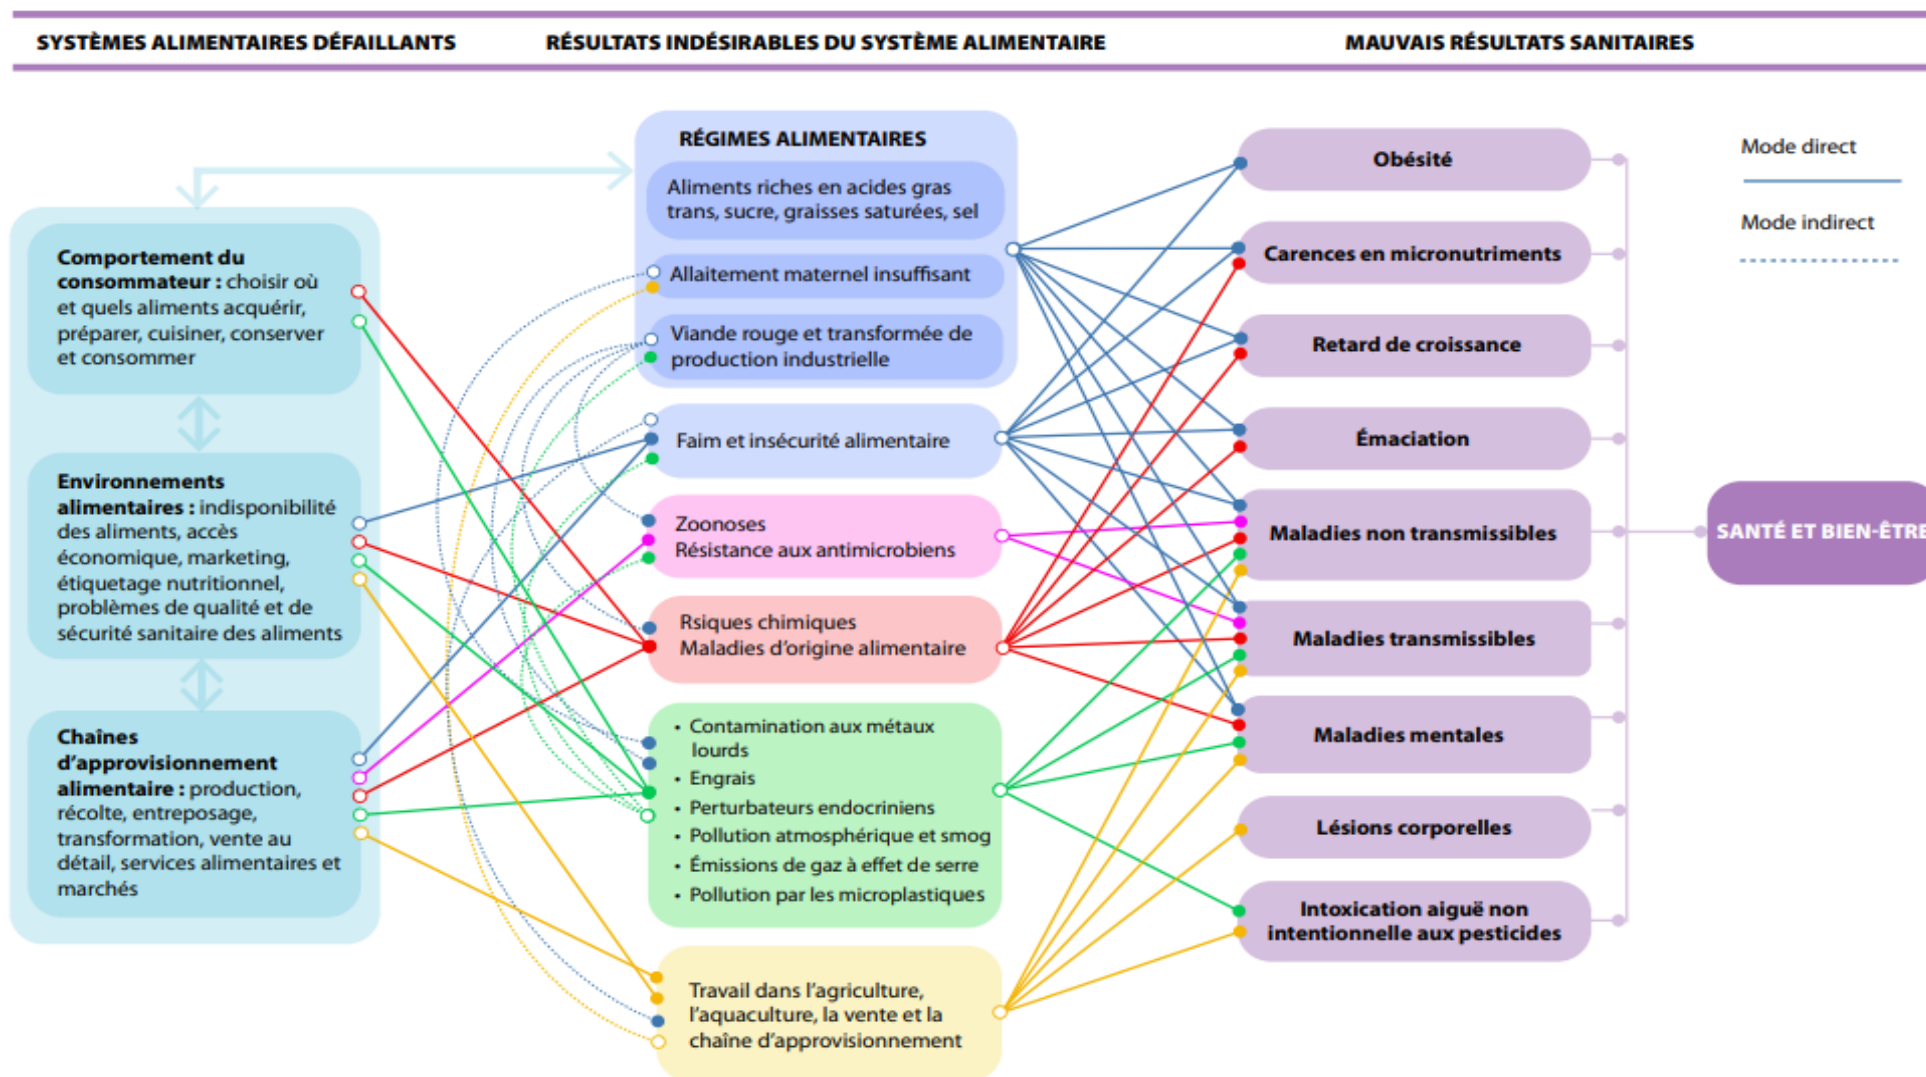 SYSTÈMES ALIMENTAIRES DÉFAILLANTS
RÉSULTATS INDÉSIRABLES DU SYSTÈME ALIMENTAIRE
MAUVAIS RÉSULTATS SANITAIRES
Comportement du
consommateur : choisir où
et quels aliments acquérir,
préparer, cuisiner, conserver
et consommer
Environnements
alimentaires : indisponibilité
des aliments, accès
économique, marketing,
étiquetage nutritionnel,
problèmes de qualité et de
sécurité sanitaire des aliments
Chaînes
d'approvisionnement
alimentaire : production,
récolte, entreposage,
transformation, vente au
détail, services alimentaires et
marchés
RÉGIMES ALIMENTAIRES
Aliments riches en acides gras
trans, sucre, graisses saturées, sel
Allaitement maternel insuffisant
Viande rouge et transformée de
production industrielle
Faim et insécurité alimentaire
Zoonoses
Résistance aux antimicrobiens
Rsiques chimiques
Maladies d'origine alimentaire
• Contamination aux métaux
lourds
• Engrais
• Perturbateurs endocriniens
• Pollution atmosphérique et smog
• Émissions de gaz à effet de serre
• Pollution par les microplastiques
Travail dans l'agriculture,
l'aquaculture, la vente et la
chaîne d'approvisionnement
Obésité
Carences en micronutriments
Retard de croissance
Émaciation
Maladies non transmissibles
Maladies transmissibles
Maladies mentales
Lésions corporelles
Intoxication aiguë non
intentionnelle aux pesticides
Mode direct
Mode indirect
SANTÉ ET BIEN-ÊTRE